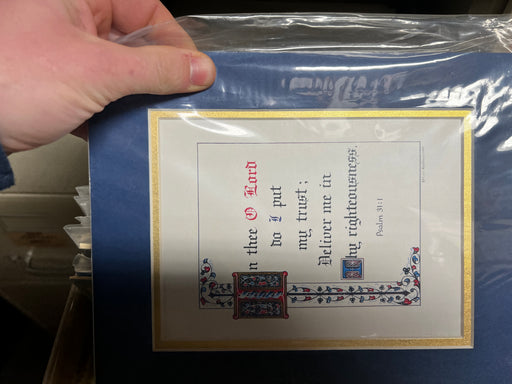 In thee O Lord
do I put
my trust;
Deliver me in
Thy righteousness.
Psalm 31:1